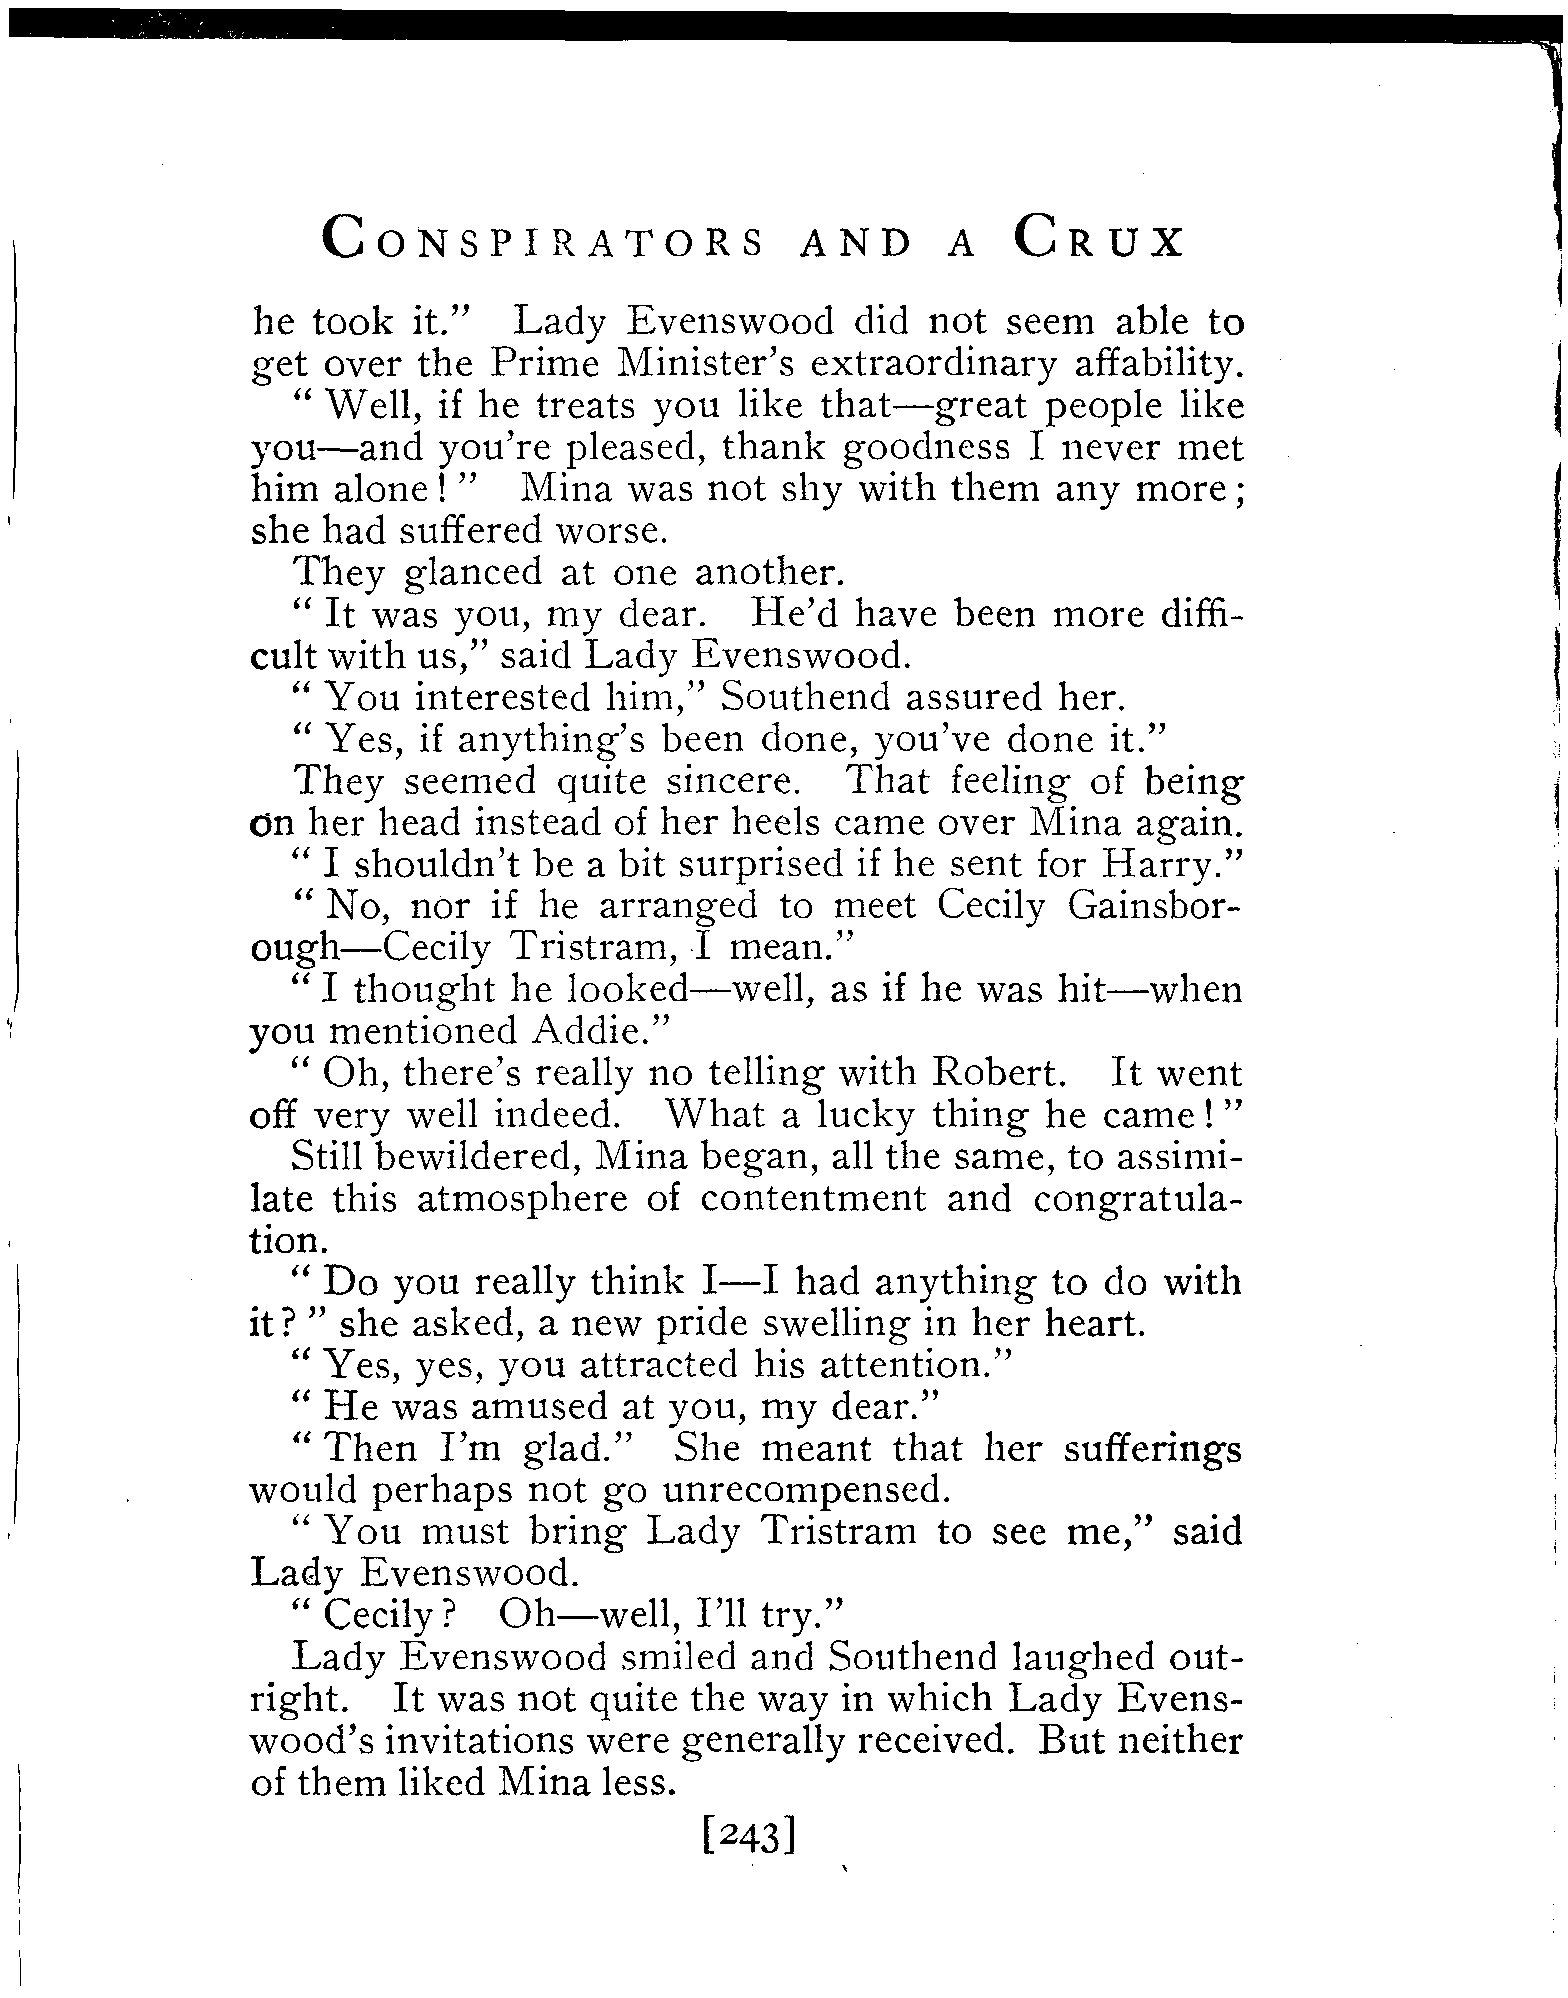 CONSPIRATORS AND A CRUX
he took it." Lady Evenswood did not seem able to
get over the Prime Minister's extraordinary affability.
"Well, if he treats you like that—great people like
you—and you're pleased, thank goodness I never met
him alone!" Mina was not shy with them any more;
she had suffered worse.
They glanced at one another.
"It was you, my dear. He'd have been more diffi-
cult with us," said Lady Evenswood.
"You interested him," Southend assured her.
"Yes, if anything's been done, you've done it."
They seemed quite sincere. That feeling of being
on her head instead of her heels came over Mina again.
"I shouldn't be a bit surprised if he sent for Harry."
"No, nor if he arranged to meet Cecily Gainsbor-
ough—Cecily Tristram, I mean."
"I thought he looked—well, as if he was hit—when
you mentioned Addie."
"Oh, there's really no telling with Robert. It went
off very well indeed. What a lucky thing he came!"
Still bewildered, Mina began, all the same, to assimi-
late this atmosphere of contentment and congratula-
tion.
"Do you really think I—I had anything to do with
it?" she asked, a new pride swelling in her heart.
"Yes, yes, you attracted his attention."
"He was amused at you, my dear."
"Then I'm glad." She meant that her sufferings
would perhaps not go unrecompensed.
"You must bring Lady Tristram to see me," said
Lady Evenswood.
"Cecily? Oh—well, I'll try."
Lady Evenswood smiled and Southend laughed out-
right. It was not quite the way in which Lady Evens-
wood's invitations were generally received. But neither
of them liked Mina less.
[243]